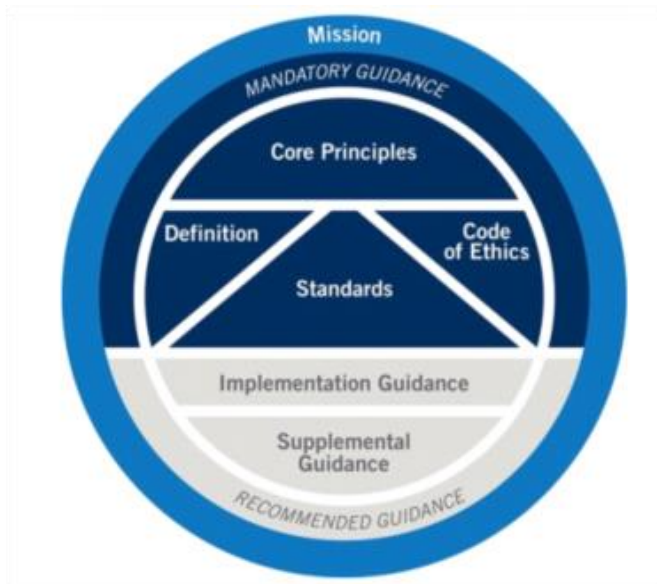 Mission
MANDATORY GUIDANCE
Core Principles
Definition
Code
of Ethics
Standards
Implementation Guidance
Supplemental
Guidance
RECOMMENDED GUIDANCE